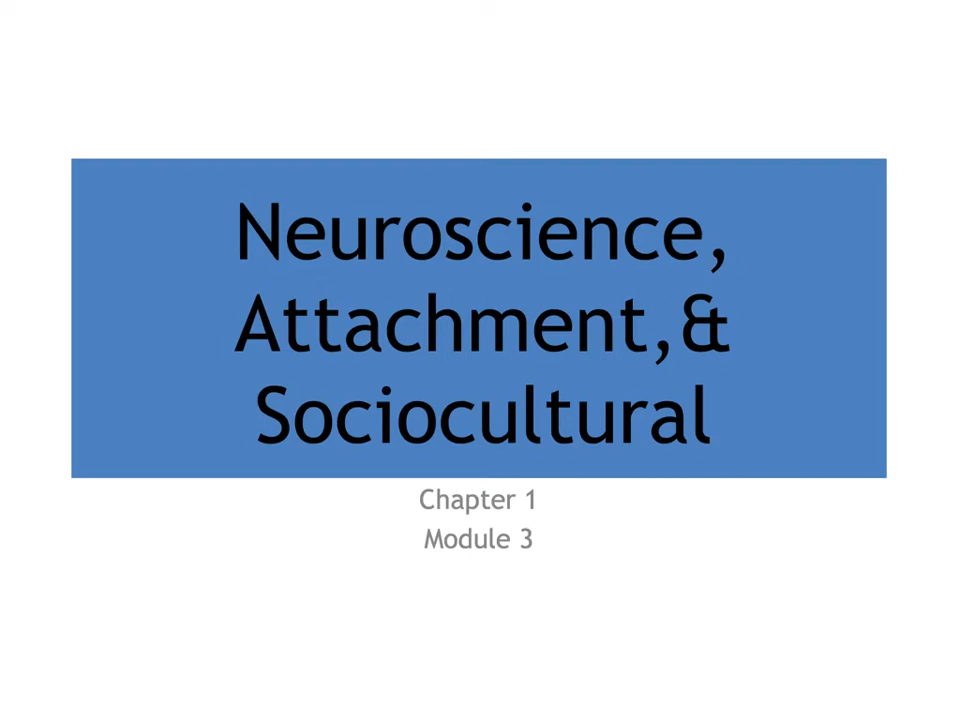 Neuroscience,
Attachment,&
Sociocultural
Chapter 1
Module 3